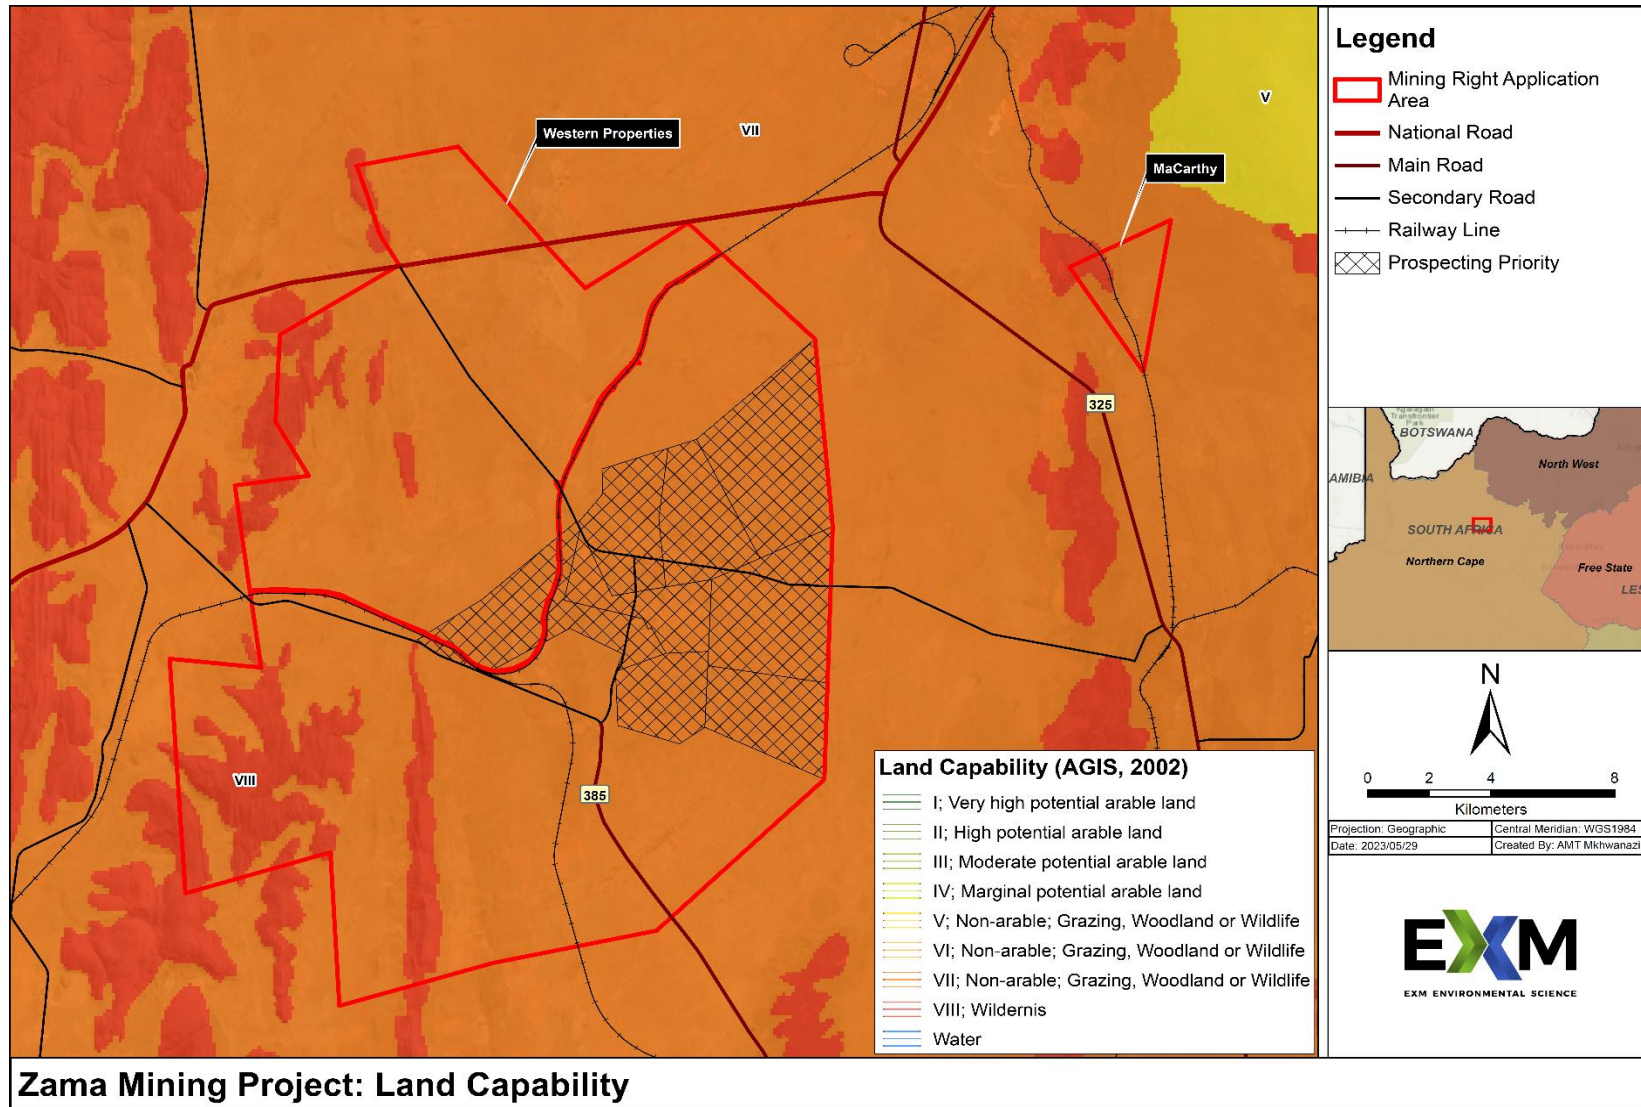 Western Properties
VII
V
MaCarthy
325
VIII
385
Land Capability (AGIS, 2002)
I; Very high potential arable land
II; High potential arable land
III; Moderate potential arable land
IV; Marginal potential arable land
V; Non-arable; Grazing, Woodland or Wildlife
VI; Non-arable; Grazing, Woodland or Wildlife
VII; Non-arable; Grazing, Woodland or Wildlife
VIII; Wildernis
Water
Legend
Mining Right Application
Area
National Road
Main Road
Secondary Road
Railway Line
Prospecting Priority
Transfrontier
Park
BOTSWANA
North West
AMIBIA
SOUTH AFRICA
Northern Cape
Free State
LES
N
0 2 4 8
Kilometers
Projection: Geographic Central Meridian: WGS1984
Date: 2023/05/29 Created By: AMT Mkhwanazi
EXM
EXM ENVIRONMENTAL SCIENCE
Zama Mining Project: Land Capability